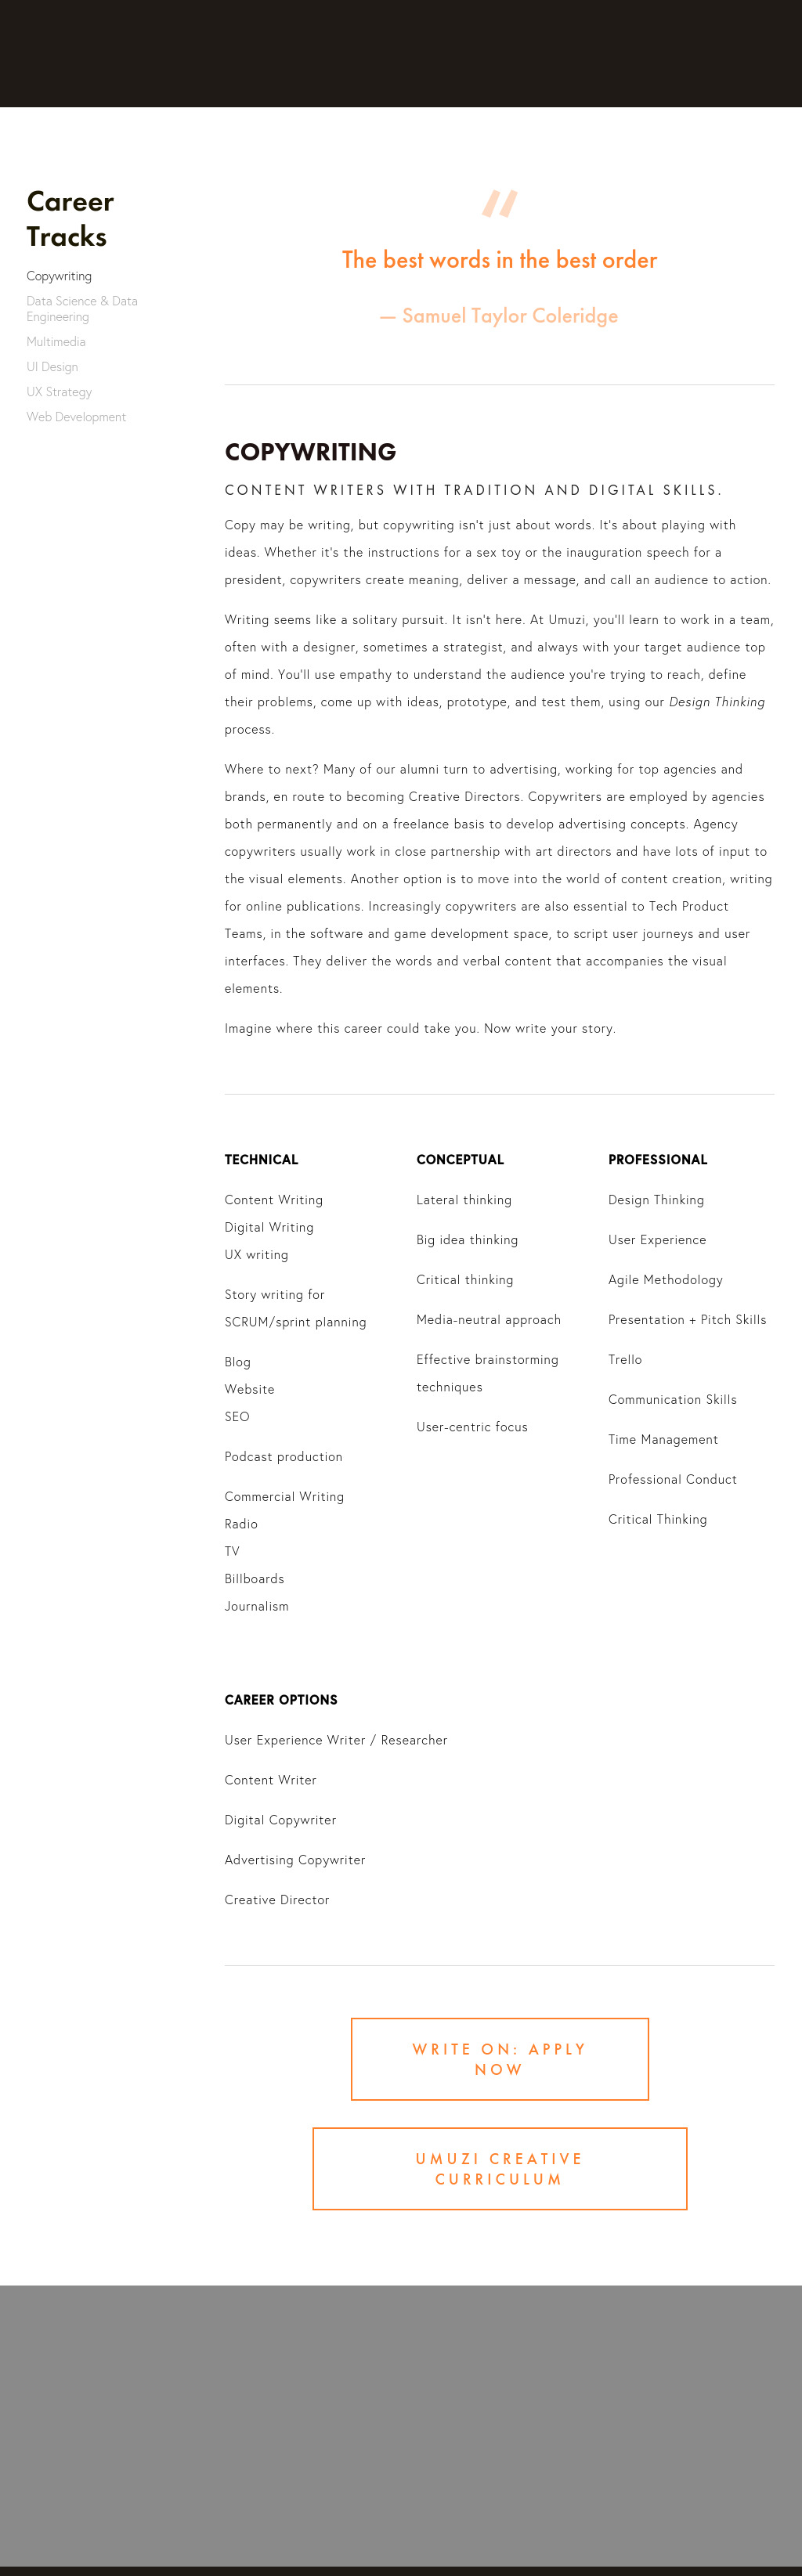 Career
Tracks
Copywriting
Data Science & Data
Engineering
Multimedia
UI Design
UX Strategy
Web Development
"
The best words in the best order
— Samuel Taylor Coleridge
COPYWRITING
CONTENT WRITERS WITH TRADITION AND DIGITAL SKILLS.
Copy may be writing, but copywriting isn't just about words. It's about playing with
ideas. Whether it's the instructions for a sex toy or the inauguration speech for a
president, copywriters create meaning, deliver a message, and call an audience to action.
Writing seems like a solitary pursuit. It isn't here. At Umuzi, you'll learn to work in a team,
often with a designer, sometimes a strategist, and always with your target audience top
of mind. You'll use empathy to understand the audience you're trying to reach, define
their problems, come up with ideas, prototype, and test them, using our Design Thinking
process.
Where to next? Many of our alumni turn to advertising, working for top agencies and
brands, en route to becoming Creative Directors. Copywriters are employed by agencies
both permanently and on a freelance basis to develop advertising concepts. Agency
copywriters usually work in close partnership with art directors and have lots of input to
the visual elements. Another option is to move into the world of content creation, writing
for online publications. Increasingly copywriters are also essential to Tech Product
Teams, in the software and game development space, to script user journeys and user
interfaces. They deliver the words and verbal content that accompanies the visual
elements.
Imagine where this career could take you. Now write your story.
TECHNICAL
Content Writing
Digital Writing
UX writing
Story writing for
SCRUM/sprint planning
Blog
Website
SEO
Podcast production
Commercial Writing
Radio
TV
Billboards
Journalism
CONCEPTUAL
Lateral thinking
Big idea thinking
Critical thinking
Media-neutral approach
Effective brainstorming
techniques
User-centric focus
PROFESSIONAL
Design Thinking
User Experience
Agile Methodology
Presentation + Pitch Skills
Trello
Communication Skills
Time Management
Professional Conduct
Critical Thinking
CAREER OPTIONS
User Experience Writer / Researcher
Content Writer
Digital Copywriter
Advertising Copywriter
Creative Director
WRITE ON: APPLY
NOW
UMUZI CREATIVE
CURRICULUM